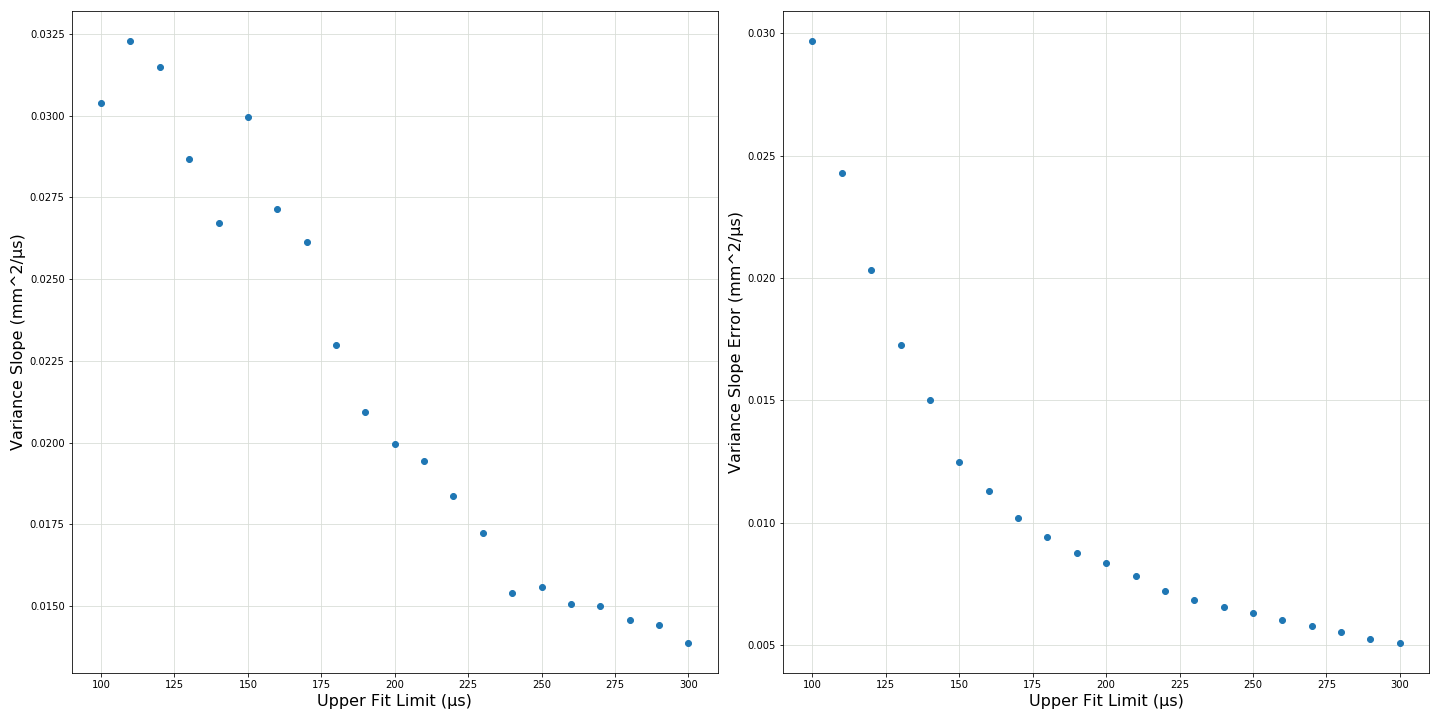 Variance Slope (mm^2/µs)
0.0325
0.0300
0.0275
0.0250
0.0225
0.0200
0.0175
0.0150
100 125 150 175 200 225 250 275 300
Upper Fit Limit (µs)
Variance Slope Error (mm^2/µs)
0.030
0.025
0.020
0.015
0.010
0.005
100 125 150 175 200 225 250 275 300
Upper Fit Limit (µs)